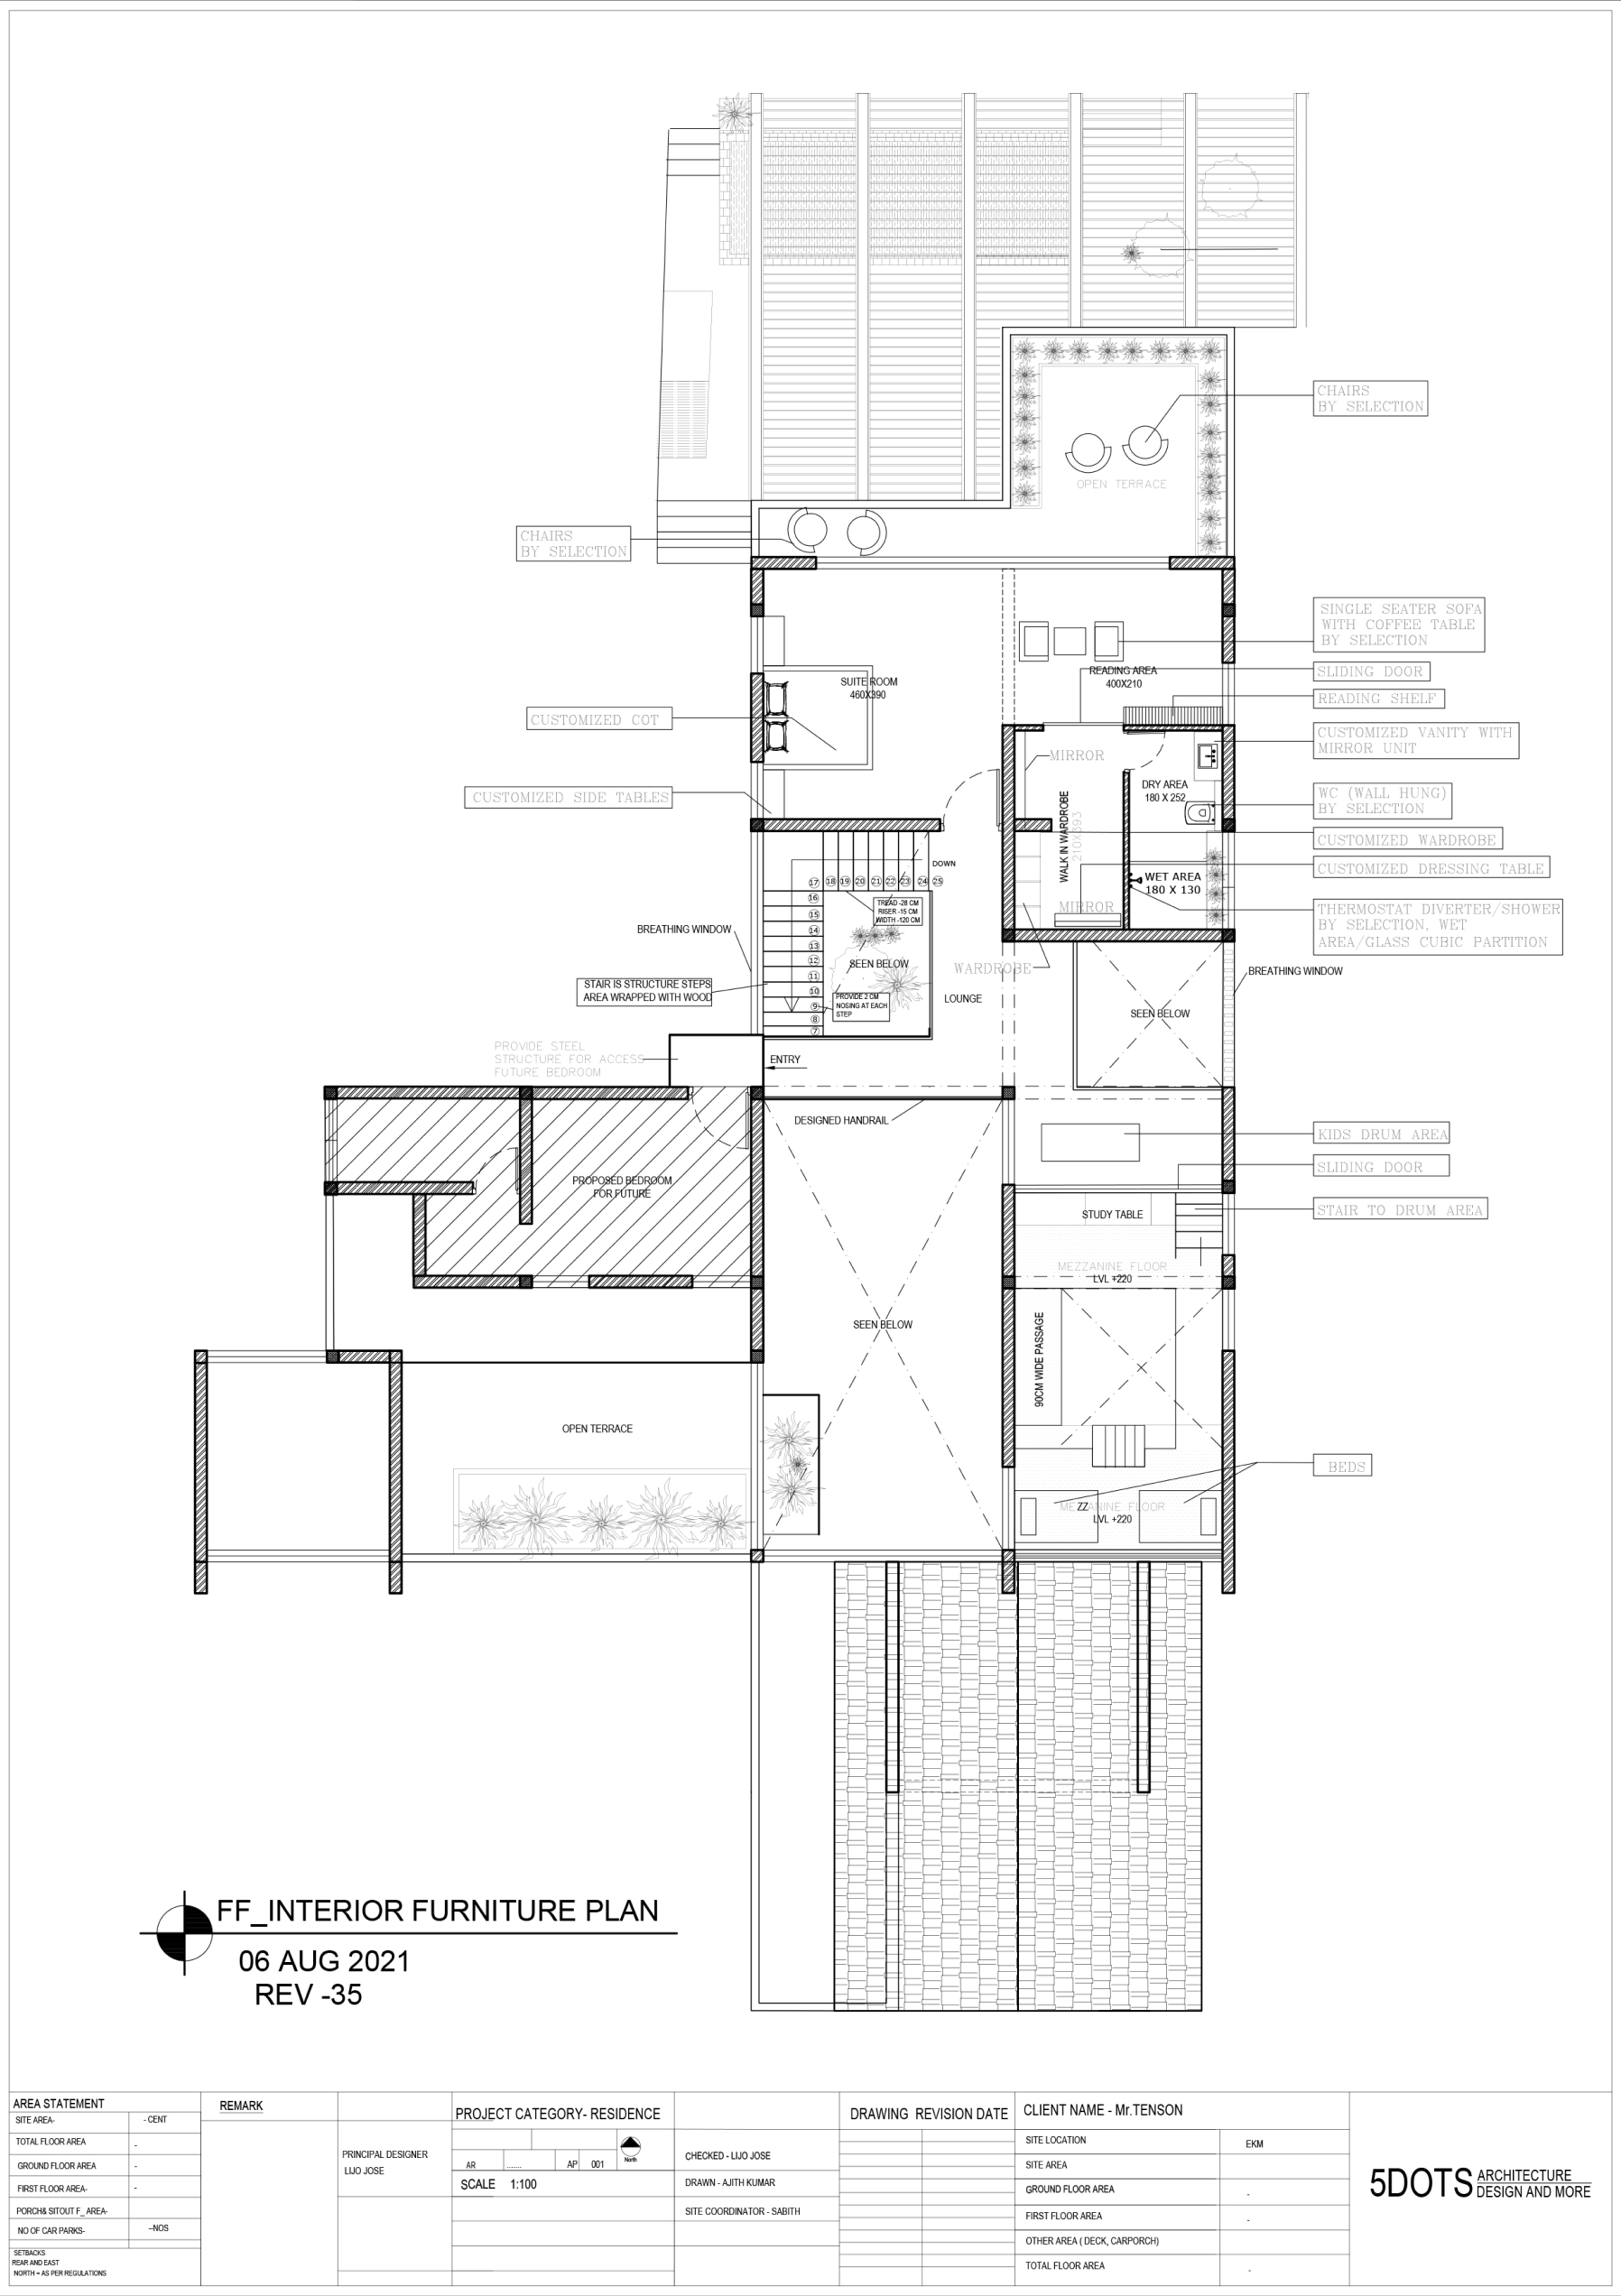 CHAIRS
BY SELECTION
OPEN TERRACE
CHAIRS
BY SELECTION
SINGLE SEATER SOFA
WITH COFFEE TABLE
BY SELECTION
READING AREA
400X210
SLIDING DOOR
SUITE ROOM
460X390
READING SHELF
CUSTOMIZED COT
CUSTOMIZED VANITY WITH
MIRROR UNIT
MIRROR
DRY AREA
180 X 252
WC (WALL HUNG)
BY SELECTION
CUSTOMIZED SIDE TABLES
WALK IN WARDROBE
210X393
CUSTOMIZED WARDROBE
DOWN
CUSTOMIZED DRESSING TABLE
WET AREA
180 X 130
17 18 19 20 21 22 23 24 25
16
15
14
13
12
11
10
9
8
7
TREAD -28 CM
RISER -15 CM
WIDTH -120 CM
MIRROR
THERMOSTAT DIVERTER/SHOWER
BY SELECTION, WET
AREA/GLASS CUBIC PARTITION
BREATHING WINDOW
SEEN BELOW
WARDROBE
BREATHING WINDOW
STAIR IS STRUCTURE STEPS
AREA WRAPPED WITH WOOD
PROVIDE 2 CM
NOSING AT EACH
STEP
LOUNGE
SEEN BELOW
PROVIDE STEEL
STRUCTURE FOR ACCESS
FUTURE BEDROOM
ENTRY
DESIGNED HANDRAIL
KIDS DRUM AREA
SLIDING DOOR
PROPOSED BEDROOM
FOR FUTURE
STUDY TABLE
STAIR TO DRUM AREA
MEZZANINE FLOOR
LVL +220
SEEN BELOW
90CM WIDE PASSAGE
OPEN TERRACE
BEDS
MEZZANINE FLOOR
ZZ
LVL +220
FF_INTERIOR FURNITURE PLAN
06 AUG 2021
REV -35
AREA STATEMENT
SITE AREA- - CENT
TOTAL FLOOR AREA -
GROUND FLOOR AREA -
FIRST FLOOR AREA- -
PORCH& SITOUT F_ AREA-
NO OF CAR PARKS- –NOS
SETBACKS
REAR AND EAST
NORTH = AS PER REGULATIONS
REMARK
PRINCIPAL DESIGNER
LIJO JOSE
PROJECT CATEGORY- RESIDENCE
AR ....... AP 001 North
SCALE 1:100
CHECKED - LIJO JOSE
DRAWN - AJITH KUMAR
SITE COORDINATOR - SABITH
DRAWING REVISION DATE
CLIENT NAME - Mr.TENSON
SITE LOCATION EKM
SITE AREA
GROUND FLOOR AREA -
FIRST FLOOR AREA -
OTHER AREA ( DECK, CARPORCH)
TOTAL FLOOR AREA -
5DOTS ARCHITECTURE
DESIGN AND MORE